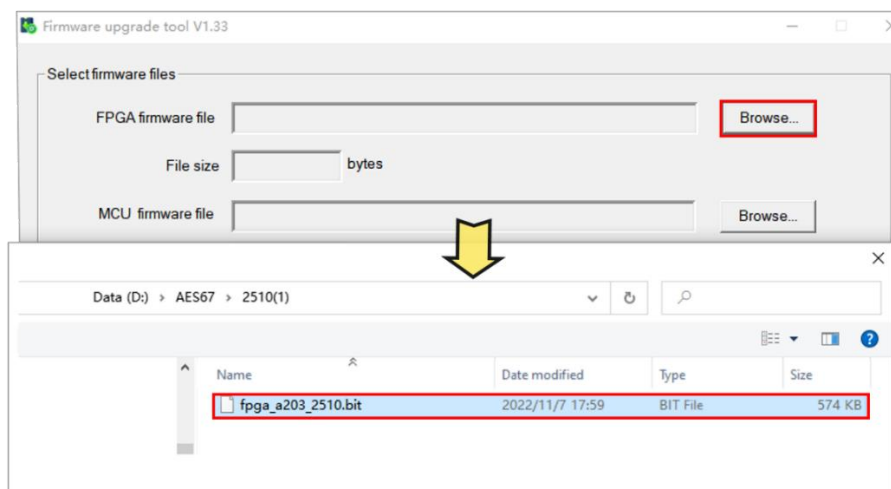 Firmware upgrade tool V1.33
Select firmware files
FPGA firmware file
Browse...
File size
bytes
MCU firmware file
Browse...
Data (D:) > AES67 > 2510(1)
Name Date modified Type Size
fpga_a203_2510.bit 2022/11/7 17:59 BIT File 574 KB